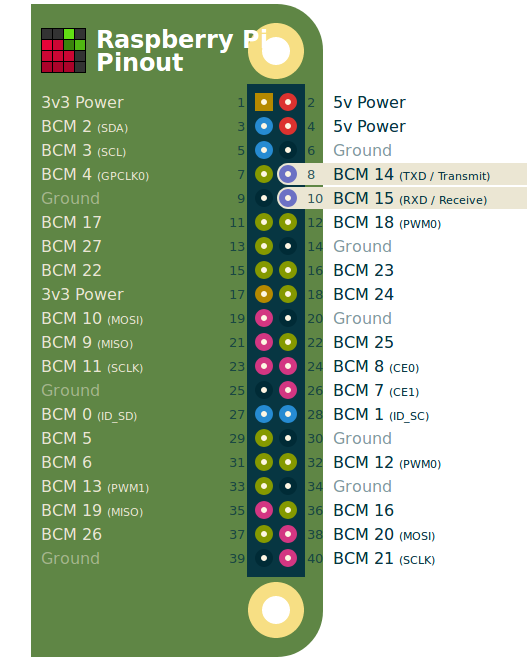 Raspberry Pi
Pinout
3v3 Power 1 2 5v Power
BCM 2 (SDA) 3 4 5v Power
BCM 3 (SCL) 5 6 Ground
BCM 4 (GPCLK0) 7 8 BCM 14 (TXD / Transmit)
Ground 9 10 BCM 15 (RXD / Receive)
BCM 17 11 12 BCM 18 (PWM0)
BCM 27 13 14 Ground
BCM 22 15 16 BCM 23
3v3 Power 17 18 BCM 24
BCM 10 (MOSI) 19 20 Ground
BCM 9 (MISO) 21 22 BCM 25
BCM 11 (SCLK) 23 24 BCM 8 (CE0)
Ground 25 26 BCM 7 (CE1)
BCM 0 (ID_SD) 27 28 BCM 1 (ID_SC)
BCM 5 29 30 Ground
BCM 6 31 32 BCM 12 (PWM0)
BCM 13 (PWM1) 33 34 Ground
BCM 19 (MISO) 35 36 BCM 16
BCM 26 37 38 BCM 20 (MOSI)
Ground 39 40 BCM 21 (SCLK)